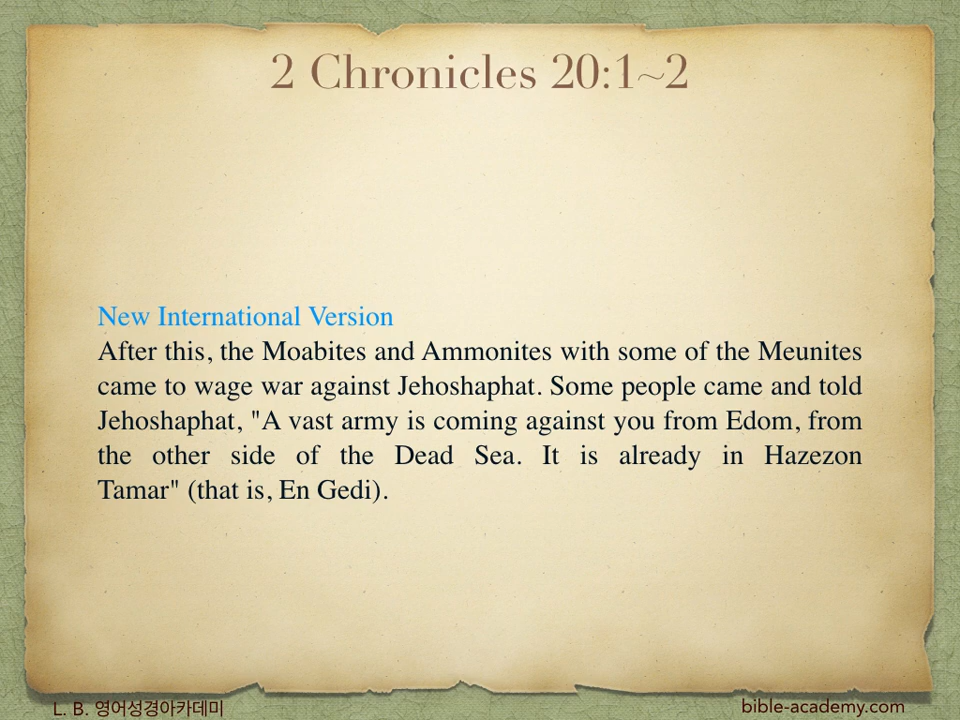 2 Chronicles 20:1~2
New International Version
After this, the Moabites and Ammonites with some of the Meunites
came to wage war against Jehoshaphat. Some people came and told
Jehoshaphat, "A vast army is coming against you from Edom, from
the other side of the Dead Sea. It is already in Hazezon
Tamar" (that is, En Gedi).
L. B. 영어성경아카데미
bible-academy.com